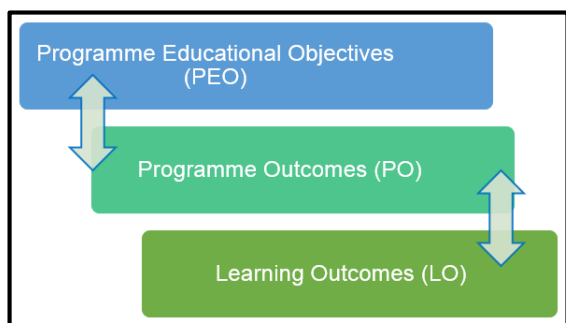 Programme Educational Objectives
(PEO)
Programme Outcomes (PO)
Learning Outcomes (LO)